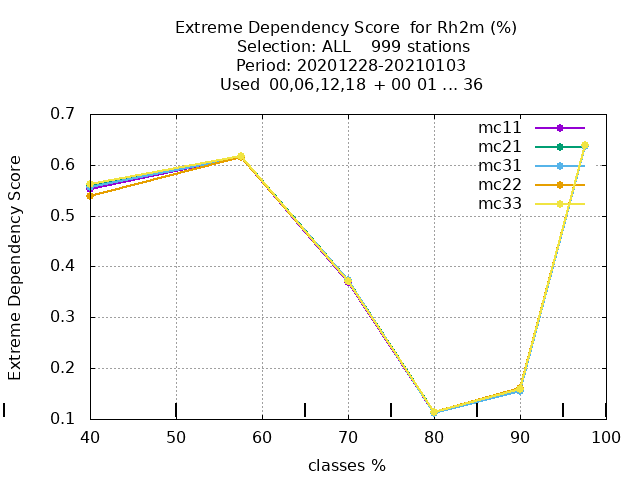 Extreme Dependency Score  for Rh2m (%)
Selection: ALL    999 stations
Period: 20201228-20210103
Used  00,06,12,18  + 00 01 ... 36
mc11
mc21
mc31
mc22
mc33
Extreme Dependency Score
0.7
0.6
0.5
0.4
0.3
0.2
0.1
40 50 60 70 80 90 100
classes %